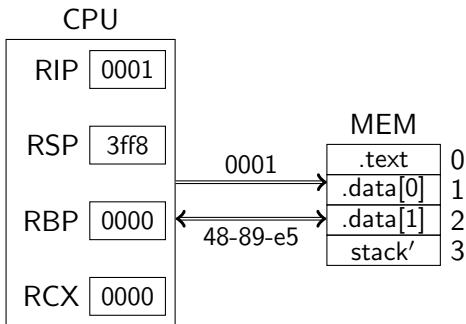 CPU
RIP 0001
RSP 3ff8
RBP 0000
RCX 0000
0001
48-89-e5
MEM
.text 0
.data[0] 1
.data[1] 2
stack′ 3